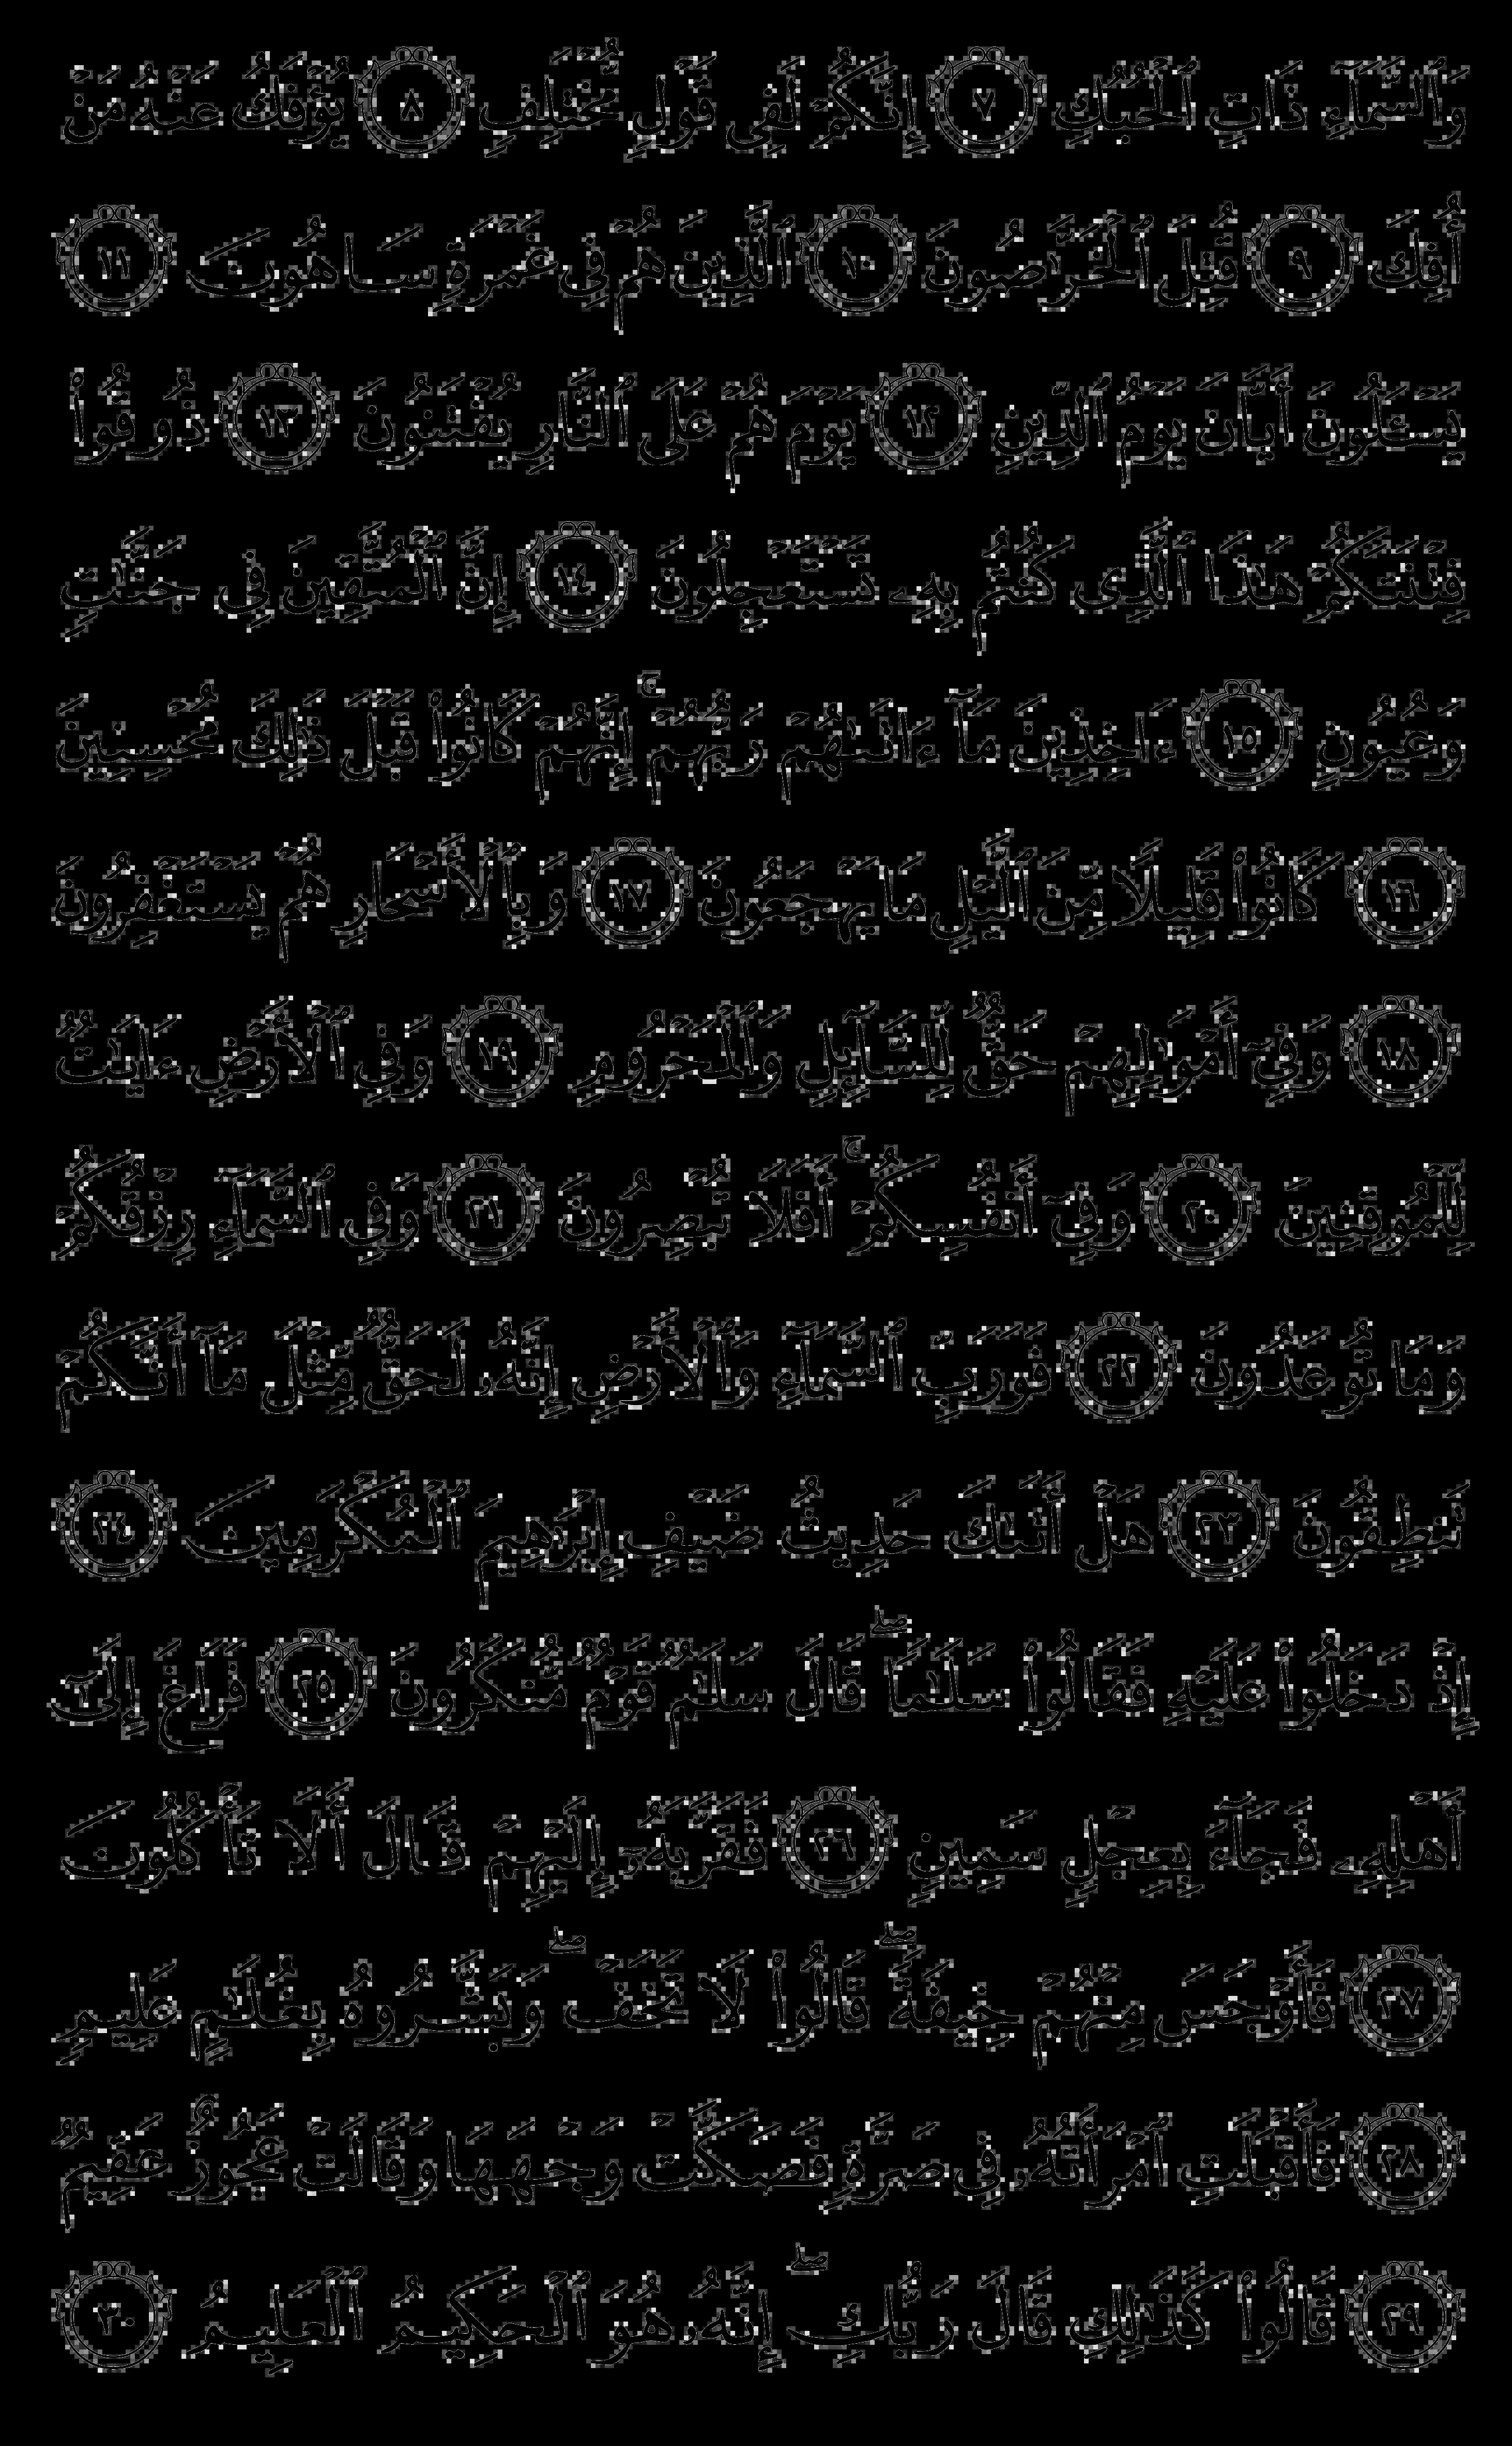 وَٱلسَّمَآءِ ذَاتِ ٱلْحُبُكِ ٧ إِنَّكُمْ لَفِى قَوْلٍ مُّخْتَلِفٍ ٨ يُؤْفَكُ عَنْهُ مَنْ
أُفِكَ ٩ قُتِلَ ٱلْخَرَّٰصُونَ ١٠ ٱلَّذِينَ هُمْ فِى غَمْرَةٍ سَاهُونَ ١١
يَسْـَٔلُونَ أَيَّانَ يَوْمُ ٱلدِّينِ ١٢ يَوْمَ هُمْ عَلَى ٱلنَّارِ يُفْتَنُونَ ١٣ ذُوقُوا۟
فِتْنَتَكُمْ هَٰذَا ٱلَّذِى كُنتُم بِهِۦ تَسْتَعْجِلُونَ ١٤ إِنَّ ٱلْمُتَّقِينَ فِى جَنَّٰتٍ
وَعُيُونٍ ١٥ ءَاخِذِينَ مَآ ءَاتَىٰهُمْ رَبُّهُمْ ۚ إِنَّهُمْ كَانُوا۟ قَبْلَ ذَٰلِكَ مُحْسِنِينَ
١٦ كَانُوا۟ قَلِيلًا مِّنَ ٱلَّيْلِ مَا يَهْجَعُونَ ١٧ وَبِٱلْأَسْحَارِ هُمْ يَسْتَغْفِرُونَ
١٨ وَفِىٓ أَمْوَٰلِهِمْ حَقٌّ لِّلسَّآئِلِ وَٱلْمَحْرُومِ ١٩ وَفِى ٱلْأَرْضِ ءَايَٰتٌ
لِّلْمُوقِنِينَ ٢٠ وَفِىٓ أَنفُسِكُمْ ۚ أَفَلَا تُبْصِرُونَ ٢١ وَفِى ٱلسَّمَآءِ رِزْقُكُمْ
وَمَا تُوعَدُونَ ٢٢ فَوَرَبِّ ٱلسَّمَآءِ وَٱلْأَرْضِ إِنَّهُۥ لَحَقٌّ مِّثْلَ مَآ أَنَّكُمْ
تَنطِقُونَ ٢٣ هَلْ أَتَىٰكَ حَدِيثُ ضَيْفِ إِبْرَٰهِيمَ ٱلْمُكْرَمِينَ ٢٤
إِذْ دَخَلُوا۟ عَلَيْهِ فَقَالُوا۟ سَلَٰمًا ۖ قَالَ سَلَٰمٌ قَوْمٌ مُّنكَرُونَ ٢٥ فَرَاغَ إِلَىٰٓ
أَهْلِهِۦ فَجَآءَ بِعِجْلٍ سَمِينٍ ٢٦ فَقَرَّبَهُۥٓ إِلَيْهِمْ قَالَ أَلَا تَأْكُلُونَ
٢٧ فَأَوْجَسَ مِنْهُمْ خِيفَةً ۖ قَالُوا۟ لَا تَخَفْ ۖ وَبَشَّرُوهُ بِغُلَٰمٍ عَلِيمٍ
٢٨ فَأَقْبَلَتِ ٱمْرَأَتُهُۥ فِى صَرَّةٍ فَصَكَّتْ وَجْهَهَا وَقَالَتْ عَجُوزٌ عَقِيمٌ
٢٩ قَالُوا۟ كَذَٰلِكِ قَالَ رَبُّكِ ۖ إِنَّهُۥ هُوَ ٱلْحَكِيمُ ٱلْعَلِيمُ ٣٠